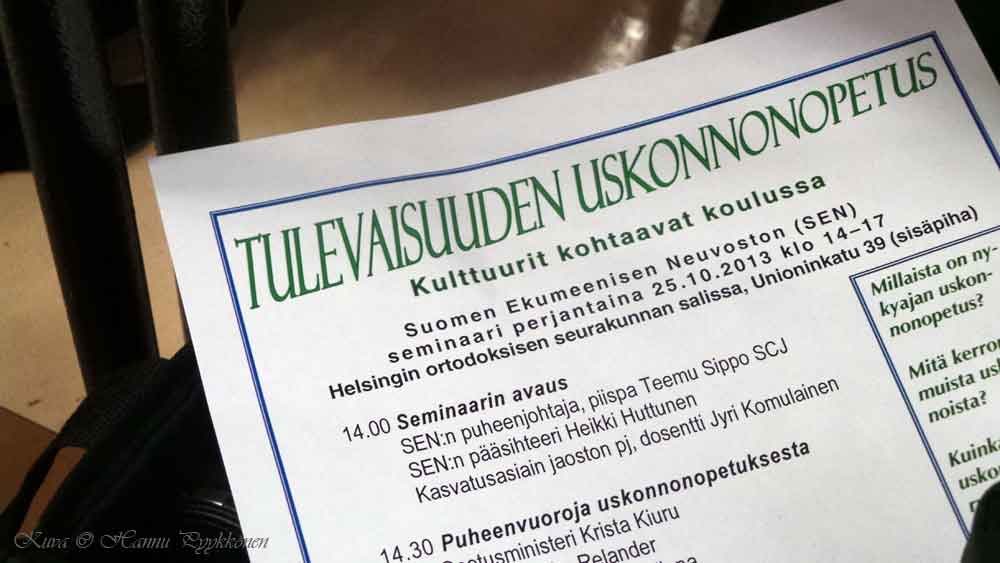 TULEVAISUUDEN USKONNONOPETUS
Kulttuurit kohtaavat koulussa
Suomen Ekumeenisen Neuvoston (SEN)
seminaari perjantaina 25.10.2013 klo 14–17
Helsingin ortodoksisen seurakunnan salissa, Unioninkatu 39 (sisäpiha)
14.00 Seminaarin avaus
SEN:n puheenjohtaja, piispa Teemu Sippo SCJ
SEN:n pääsihteeri Heikki Huttunen
Kasvatusasiain jaoston pj, dosentti Jyri Komulainen
14.30 Puheenvuoroja uskonnonopetuksesta
Krista Kiuru
Relander
Millaista on ny-
kyajan uskon-
nonopetus?
Mitä
muista
noista?
Kuva © Hannu Pyykkönen